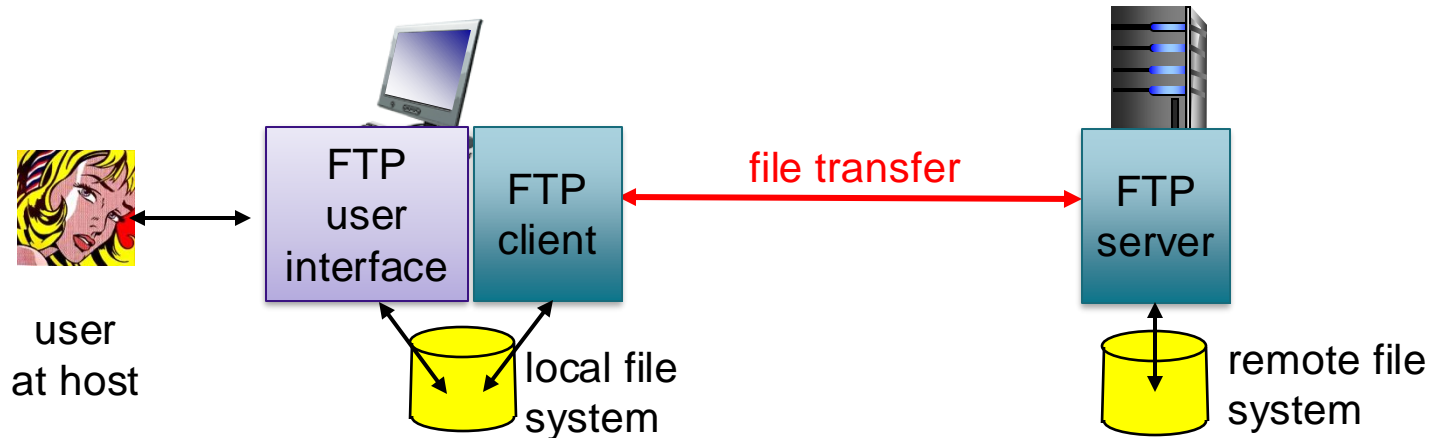 FTP
user
interface
FTP
client
file transfer
FTP
server
user
at host
local file
system
remote file
system